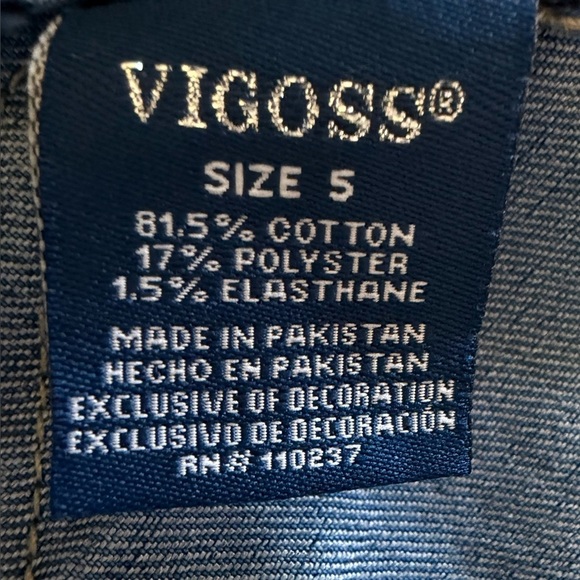 VIGOSS®
SIZE 5
81.5% COTTON
17% POLYSTER
1.5% ELASTHANE
MADE IN PAKISTAN
HECHO EN PAKISTAN
EXCLUSIVE OF DECORATION
EXCLUSIVO DE DECORACIÓN
RN# 110237